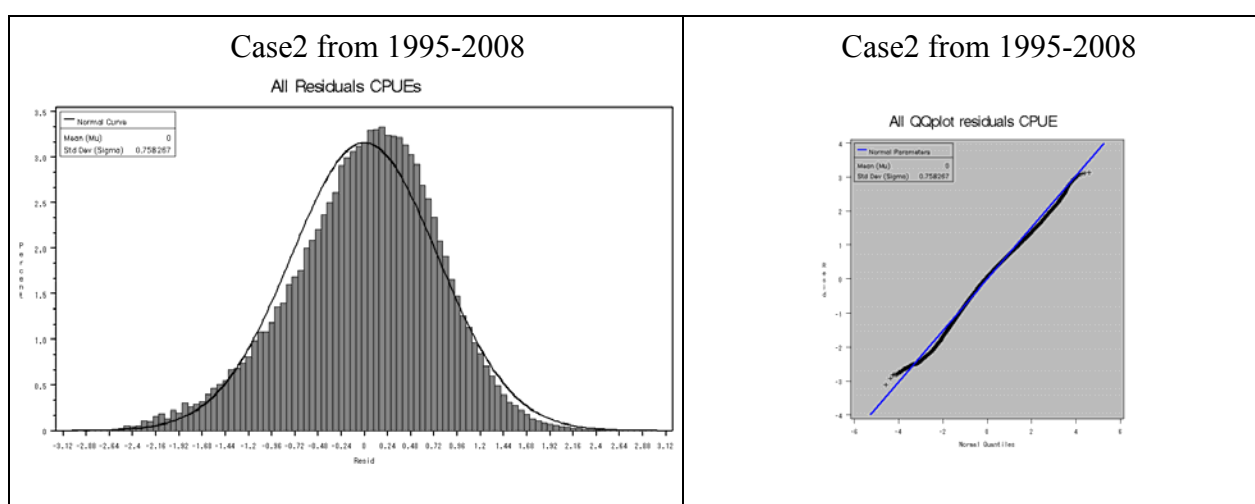 Case2 from 1995-2008
All Residuals CPUEs
Normal Curve
Mean (Mu) 0
Std Dev (Sigma) 0.758267
3.5
3.0
2.5
2.0
1.5
1.0
0.5
0
Percent
-3.12 -2.88 -2.64 -2.4 -2.16 -1.92 -1.68 -1.44 -1.2 -0.96 -0.72 -0.48 -0.24 0 0.24 0.48 0.72 0.96 1.2 1.44 1.68 1.92 2.16 2.4 2.64 2.88 3.12
Resid
Case2 from 1995-2008
All QQplot residuals CPUE
Normal Parameters
Mean (Mu) 0
Std Dev (Sigma) 0.758267
4
3
2
1
0
-1
-2
-3
-4
Resid
-6 -4 -2 0 2 4 6
Normal Quantiles